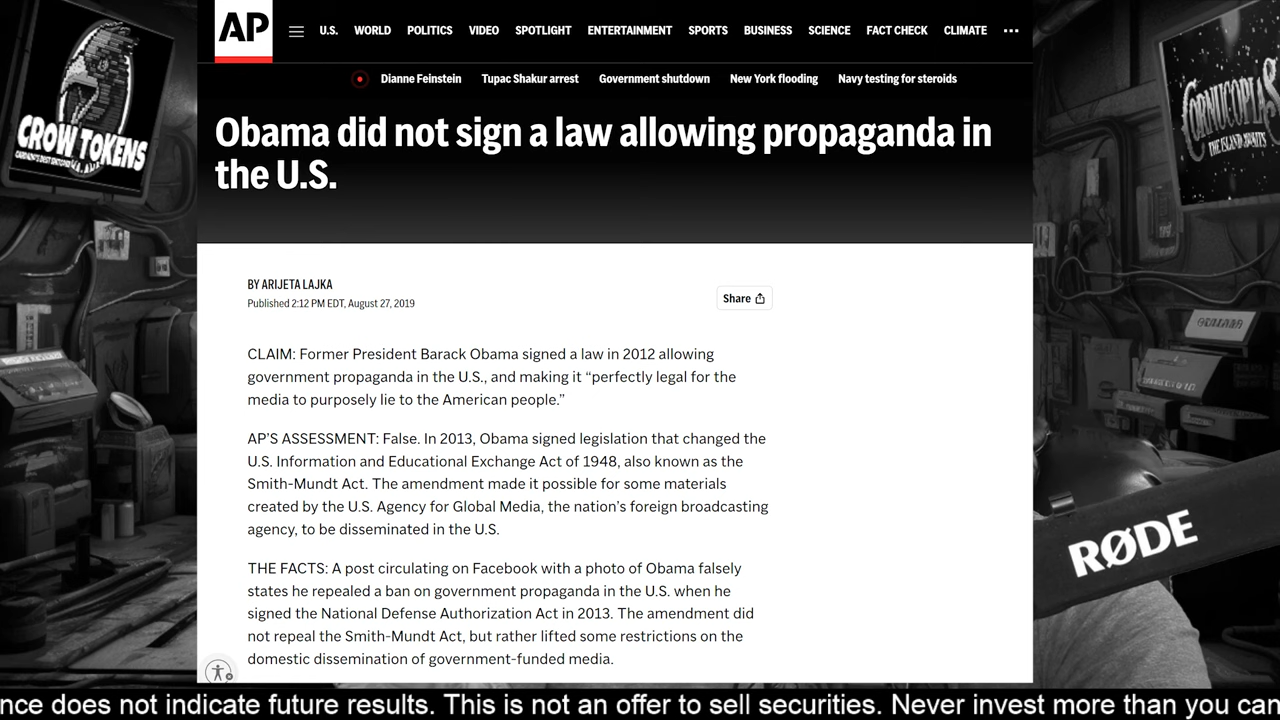 AP
U.S. WORLD POLITICS VIDEO SPOTLIGHT ENTERTAINMENT SPORTS BUSINESS SCIENCE FACT CHECK CLIMATE
Dianne Feinstein Tupac Shakur arrest Government shutdown New York flooding Navy testing for steroids
CROW TOKENS
CORNUCOPIAS
THE ISLAND
Obama did not sign a law allowing propaganda in
the U.S.
BY ARIJETA LAJKA
Published 2:12 PM EDT, August 27, 2019
Share
CLAIM: Former President Barack Obama signed a law in 2012 allowing
government propaganda in the U.S., and making it “perfectly legal for the
media to purposely lie to the American people.”
AP’S ASSESSMENT: False. In 2013, Obama signed legislation that changed the
U.S. Information and Educational Exchange Act of 1948, also known as the
Smith-Mundt Act. The amendment made it possible for some materials
created by the U.S. Agency for Global Media, the nation’s foreign broadcasting
agency, to be disseminated in the U.S.
THE FACTS: A post circulating on Facebook with a photo of Obama falsely
states he repealed a ban on government propaganda in the U.S. when he
signed the National Defense Authorization Act in 2013. The amendment did
not repeal the Smith-Mundt Act, but rather lifted some restrictions on the
domestic dissemination of government-funded media.
RØDE
nce does not indicate future results. This is not an offer to sell securities. Never invest more than you can